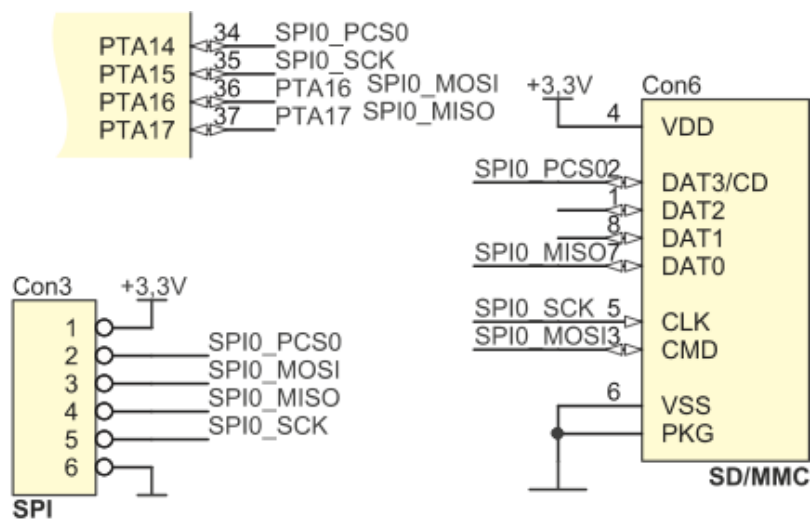 PTA14 34 SPI0_PCS0
PTA15 35 SPI0_SCK
PTA16 36 PTA16 SPI0_MOSI
PTA17 37 PTA17 SPI0_MISO
+3,3V Con6
4 VDD
SPI0_PCS0 2 DAT3/CD
1 DAT2
8 DAT1
SPI0_MISO 7 DAT0
SPI0_SCK 5 CLK
SPI0_MOSI 3 CMD
6 VSS
PKG
SD/MMC
Con3 +3,3V
1
2 SPI0_PCS0
3 SPI0_MOSI
4 SPI0_MISO
5 SPI0_SCK
6
SPI